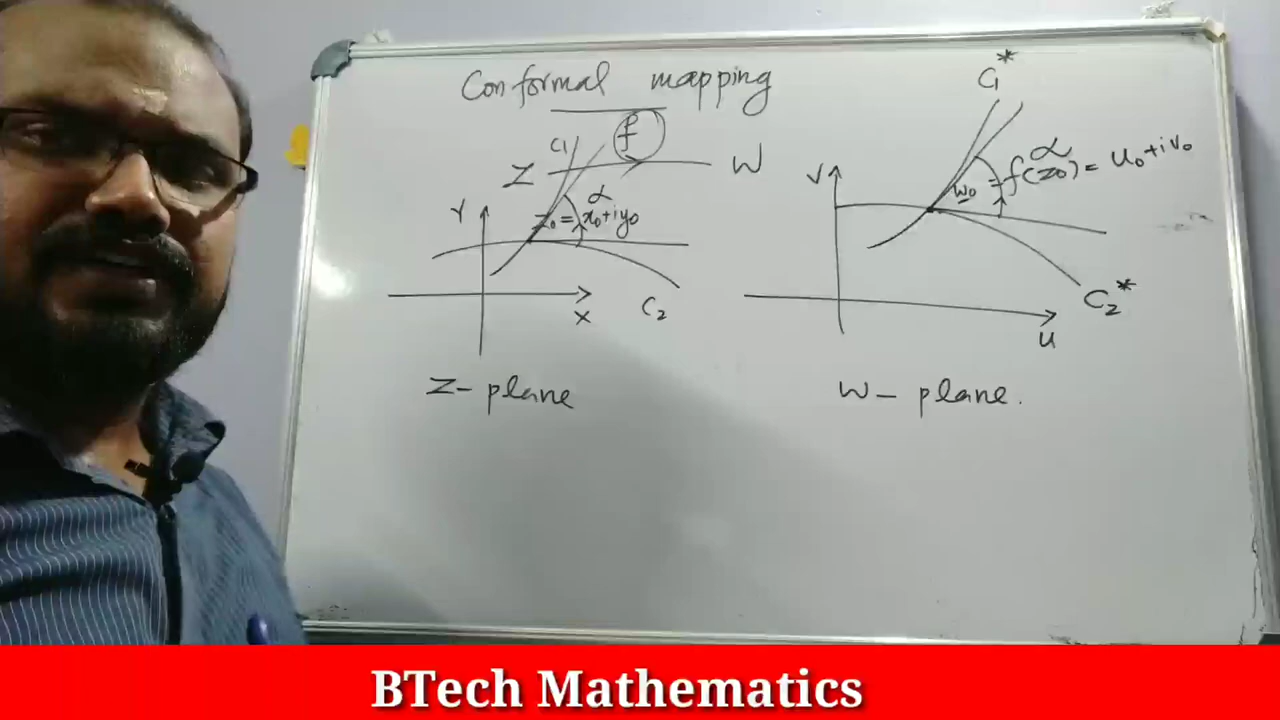 Conformal mapping
f
Z W
C1
α
Z0 = x0+iy0
Y
X
C2
Z- plane
C1*
α
W0 = f(Z0) = U0+iV0
V
U
C2*
W- plane.
BTech Mathematics